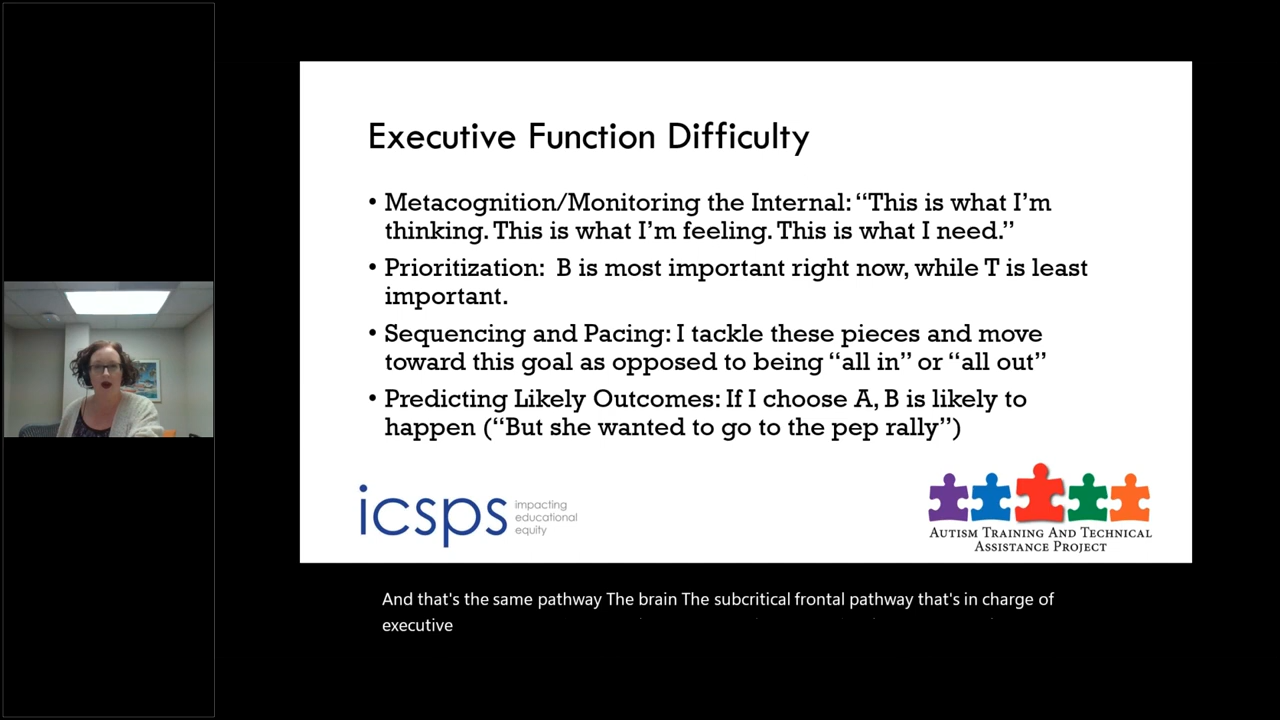 Executive Function Difficulty
• Metacognition/Monitoring the Internal: “This is what I’m
thinking. This is what I’m feeling. This is what I need.”
• Prioritization: B is most important right now, while T is least
important.
• Sequencing and Pacing: I tackle these pieces and move
toward this goal as opposed to being “all in” or “all out”
• Predicting Likely Outcomes: If I choose A, B is likely to
happen (“But she wanted to go to the pep rally”)
icsps
impacting
educational
equity
AUTISM TRAINING AND TECHNICAL
ASSISTANCE PROJECT
And that's the same pathway The brain The subcritical frontal pathway that's in charge of
executive